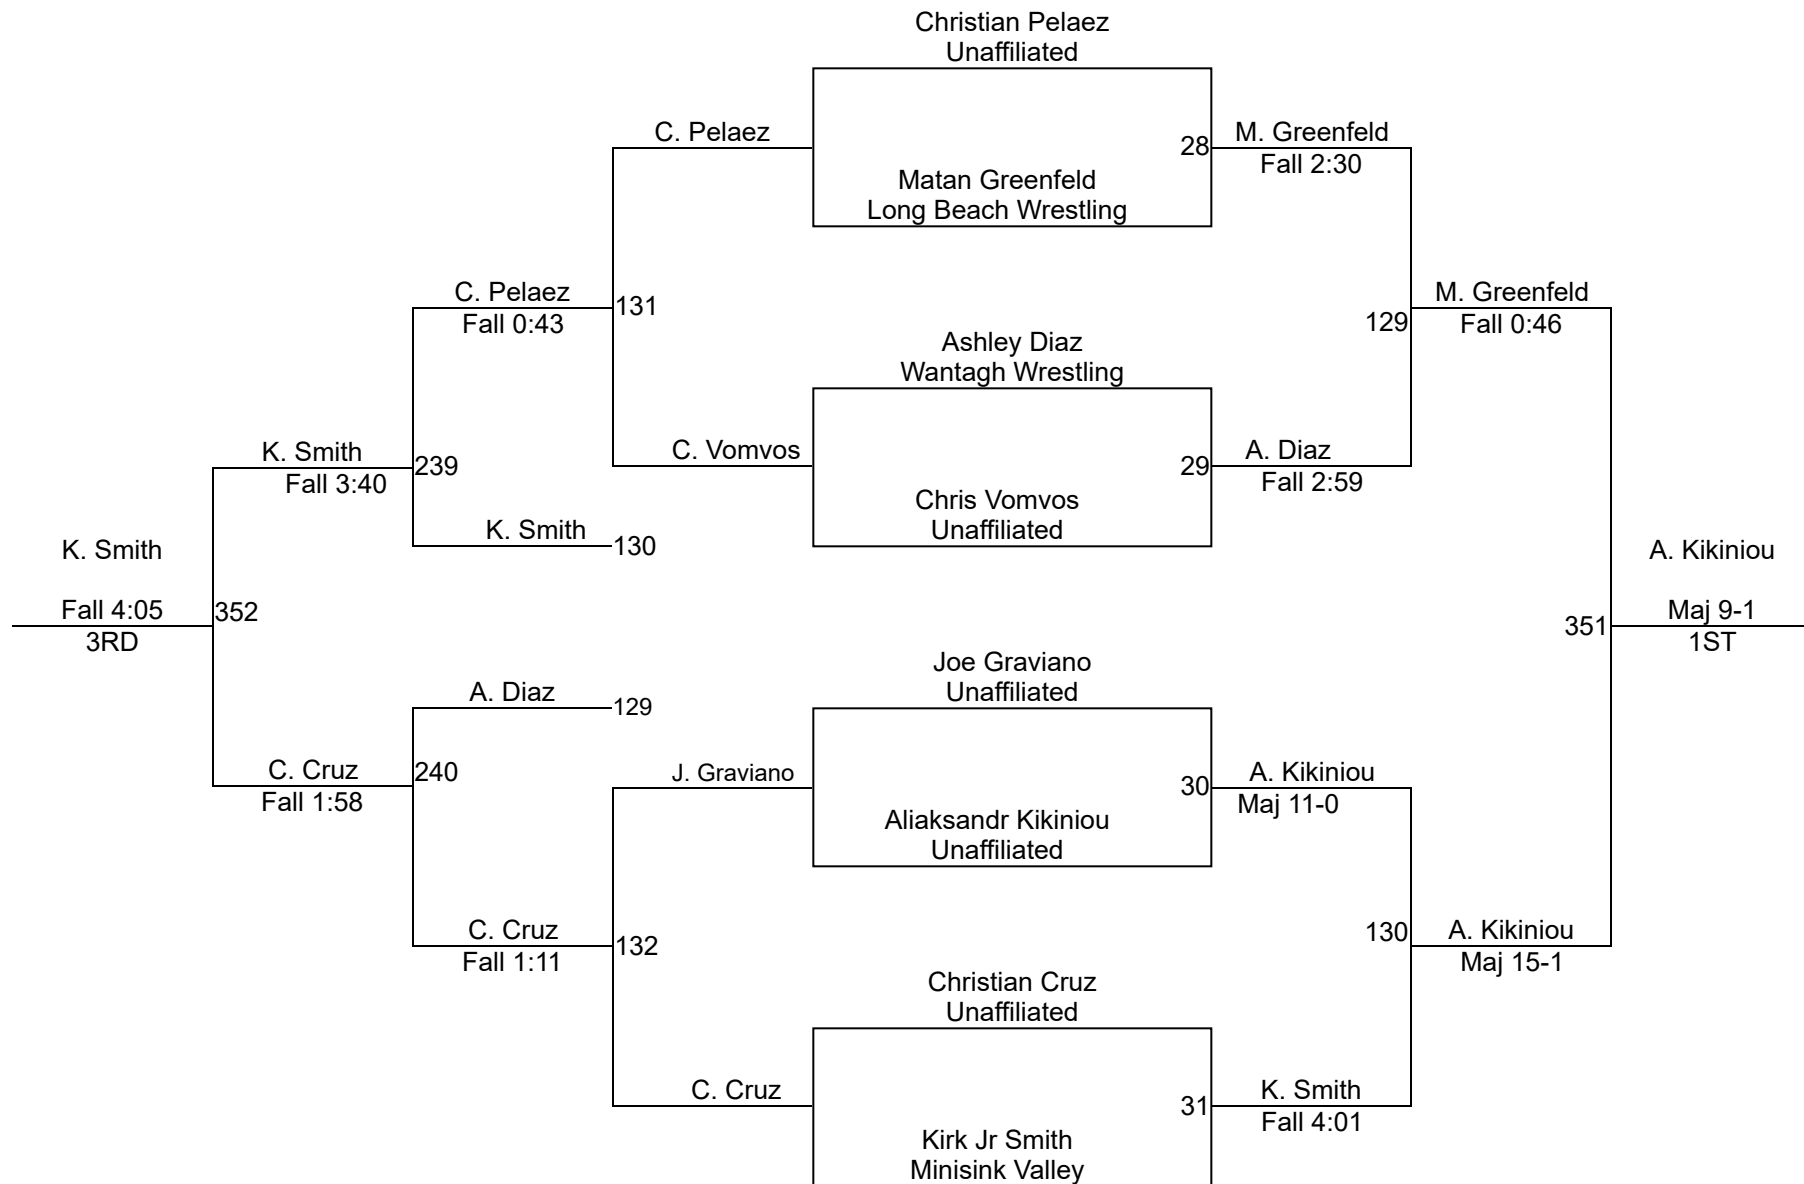 Christian Pelaez
Unaffiliated
C. Pelaez
28
M. Greenfeld
Fall 2:30
Matan Greenfeld
Long Beach Wrestling
C. Pelaez
Fall 0:43
131
M. Greenfeld
Fall 0:46
129
Ashley Diaz
Wantagh Wrestling
K. Smith
Fall 3:40
239
C. Vomvos
29
A. Diaz
Fall 2:59
Chris Vomvos
Unaffiliated
K. Smith
130
K. Smith
Fall 4:05
3RD
352
A. Kikiniou
Maj 9-1
1ST
351
Joe Graviano
Unaffiliated
A. Diaz
129
C. Cruz
Fall 1:58
240
J. Graviano
30
A. Kikiniou
Maj 11-0
Aliaksandr Kikiniou
Unaffiliated
C. Cruz
Fall 1:11
132
130
A. Kikiniou
Maj 15-1
Christian Cruz
Unaffiliated
C. Cruz
31
K. Smith
Fall 4:01
Kirk Jr Smith
Minisink Valley